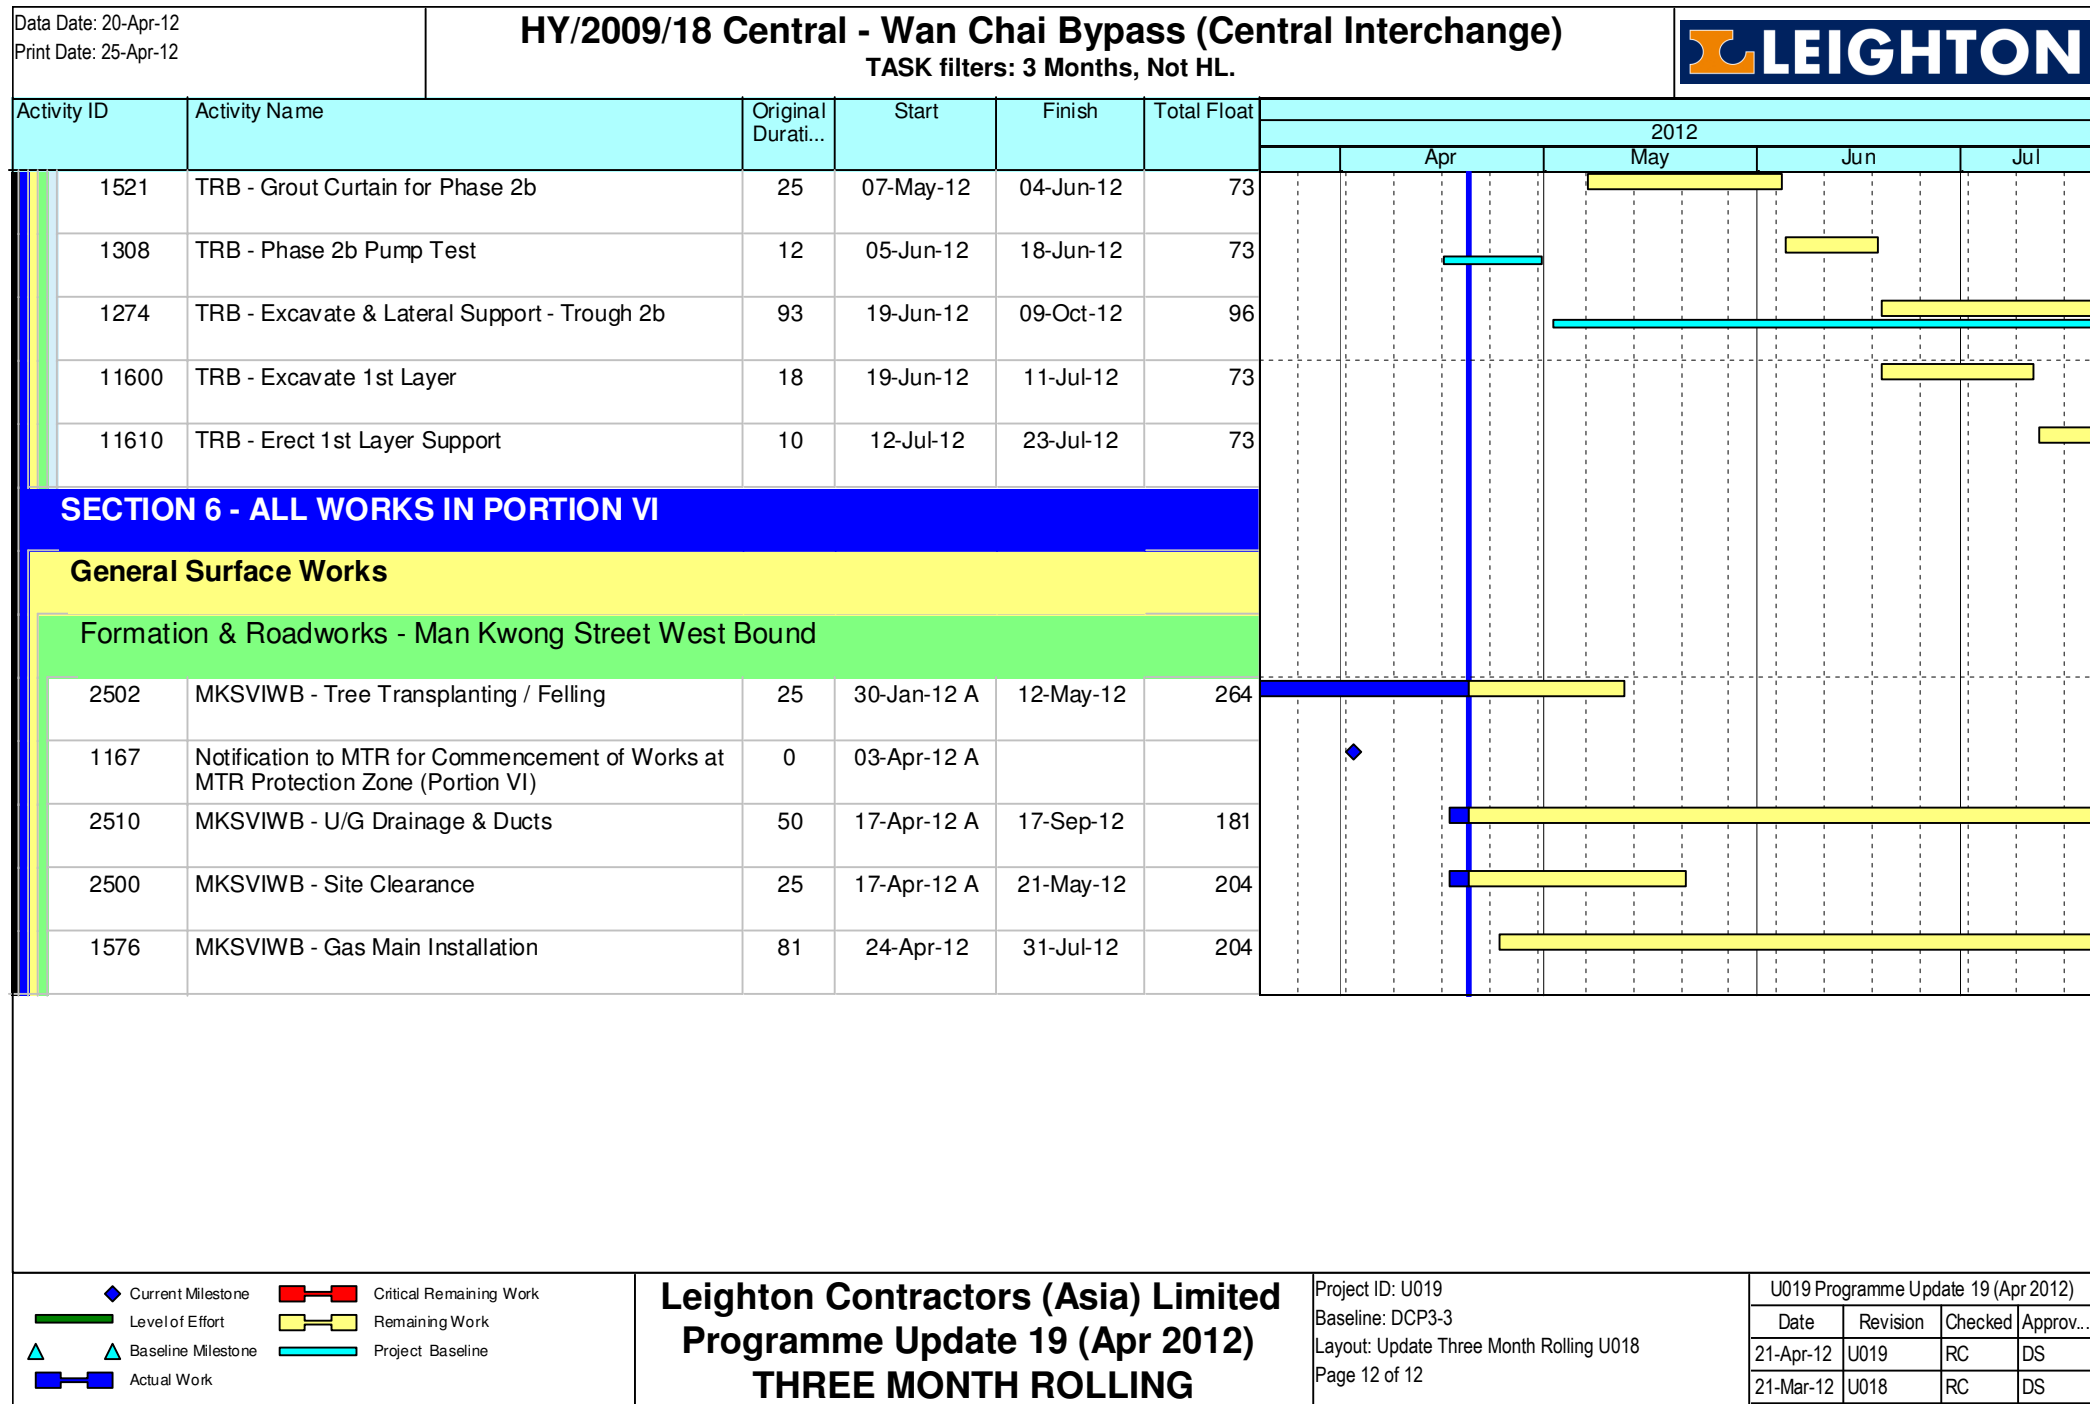 Data Date: 20-Apr-12
Print Date: 25-Apr-12
HY/2009/18 Central - Wan Chai Bypass (Central Interchange)
TASK filters: 3 Months, Not HL.
LEIGHTON
Activity ID Activity Name Original Start Finish Total Float
Durati...
2012
Apr May Jun Jul
1521 TRB - Grout Curtain for Phase 2b 25 07-May-12 04-Jun-12 73
1308 TRB - Phase 2b Pump Test 12 05-Jun-12 18-Jun-12 73
1274 TRB - Excavate & Lateral Support - Trough 2b 93 19-Jun-12 09-Oct-12 96
11600 TRB - Excavate 1st Layer 18 19-Jun-12 11-Jul-12 73
11610 TRB - Erect 1st Layer Support 10 12-Jul-12 23-Jul-12 73
SECTION 6 - ALL WORKS IN PORTION VI
General Surface Works
Formation & Roadworks - Man Kwong Street West Bound
2502 MKSVIWB - Tree Transplanting / Felling 25 30-Jan-12 A 12-May-12 264
1167 Notification to MTR for Commencement of Works at 0 03-Apr-12 A
MTR Protection Zone (Portion VI)
2510 MKSVIWB - U/G Drainage & Ducts 50 17-Apr-12 A 17-Sep-12 181
2500 MKSVIWB - Site Clearance 25 17-Apr-12 A 21-May-12 204
1576 MKSVIWB - Gas Main Installation 81 24-Apr-12 31-Jul-12 204
Current Milestone Critical Remaining Work
Level of Effort Remaining Work
Baseline Milestone Project Baseline
Actual Work
Leighton Contractors (Asia) Limited
Programme Update 19 (Apr 2012)
THREE MONTH ROLLING
Project ID: U019
Baseline: DCP3-3
Layout: Update Three Month Rolling U018
Page 12 of 12
U019 Programme Update 19 (Apr 2012)
Date Revision Checked Approv...
21-Apr-12 U019 RC DS
21-Mar-12 U018 RC DS